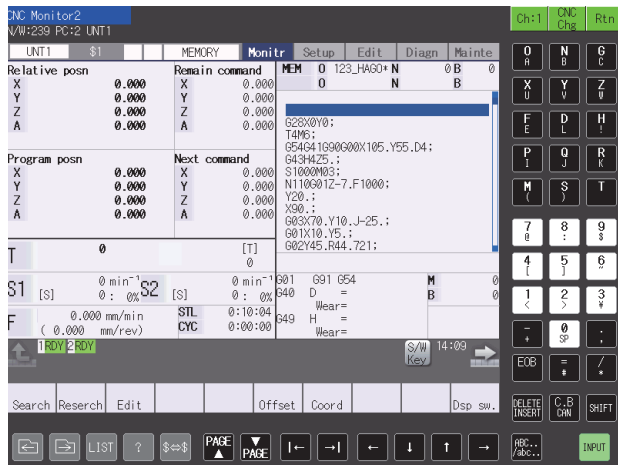 CNC Monitor2
N/W:239 PC:2 UNT1
Ch:1 CNC Chg Rtn
UNT1 $1 MEMORY Monitr Setup Edit Diagn Mainte
Relative posn Remain command
X 0.000 X 0.000
Y 0.000 Y 0.000
Z 0.000 Z 0.000
A 0.000 A 0.000
Program posn Next command
X 0.000 X 0.000
Y 0.000 Y 0.000
Z 0.000 Z 0.000
A 0.000 A 0.000
MEM O 123_HAGO* N 0 B 0
O N B
G28X0Y0;
T4M6;
G54G41G90G00X105.Y55.D4;
G43H4Z5.;
S1000M03;
N110G01Z-7.F1000;
Y20.;
X90.;
G03X70.Y10.J-25.;
G01X10.Y5.;
G02Y45.R44.721;
T 0 [T] 0
S1 [S] 0 min⁻¹ 0 : 0% S2 [S] 0 min⁻¹ 0 : 0%
F 0.000 mm/min
( 0.000 mm/rev)
STL 0:10:04
CYC 0:00:00
G01 G91 G54 M 0
G40 D = B 0
Wear=
G49 H =
Wear=
1RDY 2RDY S/W Key 14:09
Search Reserch Edit Offset Coord Dsp sw.
LIST ? $⇔$ PAGE ▲ ▼ PAGE |← →| ← ↓ ↑ →
O A N B G C
X U Y V Z W
F E D L H !
P I Q J R K
M ( S ) T
7 @ 8 : 9 $
4 [ 5 ] 6 "
1 < 2 > 3 ¥
- + 0 SP . ,
EOB = # / *
DELETE INSERT C.B CAN SHIFT
ABC.. /abc.. INPUT